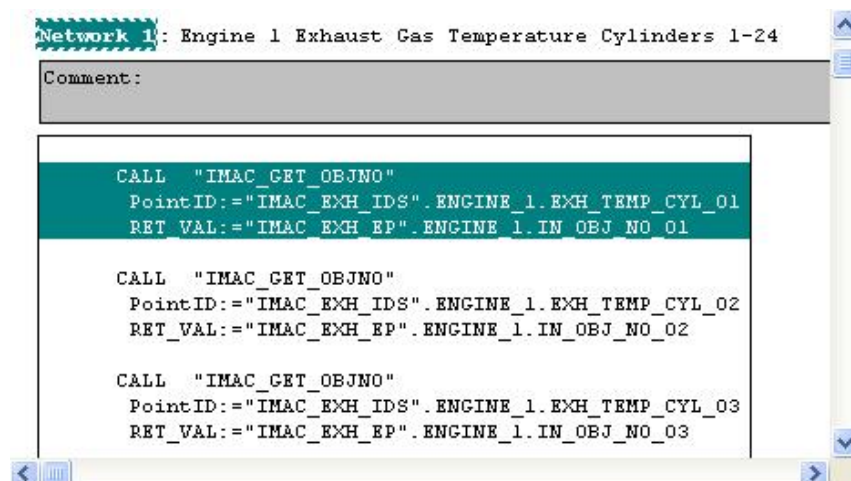 Network 1: Engine 1 Exhaust Gas Temperature Cylinders 1-24
Comment:
CALL "IMAC_GET_OBJNO"
PointID:="IMAC_EXH_IDS".ENGINE_1.EXH_TEMP_CYL_01
RET_VAL:="IMAC_EXH_EP".ENGINE_1.IN_OBJ_NO_01
CALL "IMAC_GET_OBJNO"
PointID:="IMAC_EXH_IDS".ENGINE_1.EXH_TEMP_CYL_02
RET_VAL:="IMAC_EXH_EP".ENGINE_1.IN_OBJ_NO_02
CALL "IMAC_GET_OBJNO"
PointID:="IMAC_EXH_IDS".ENGINE_1.EXH_TEMP_CYL_03
RET_VAL:="IMAC_EXH_EP".ENGINE_1.IN_OBJ_NO_03